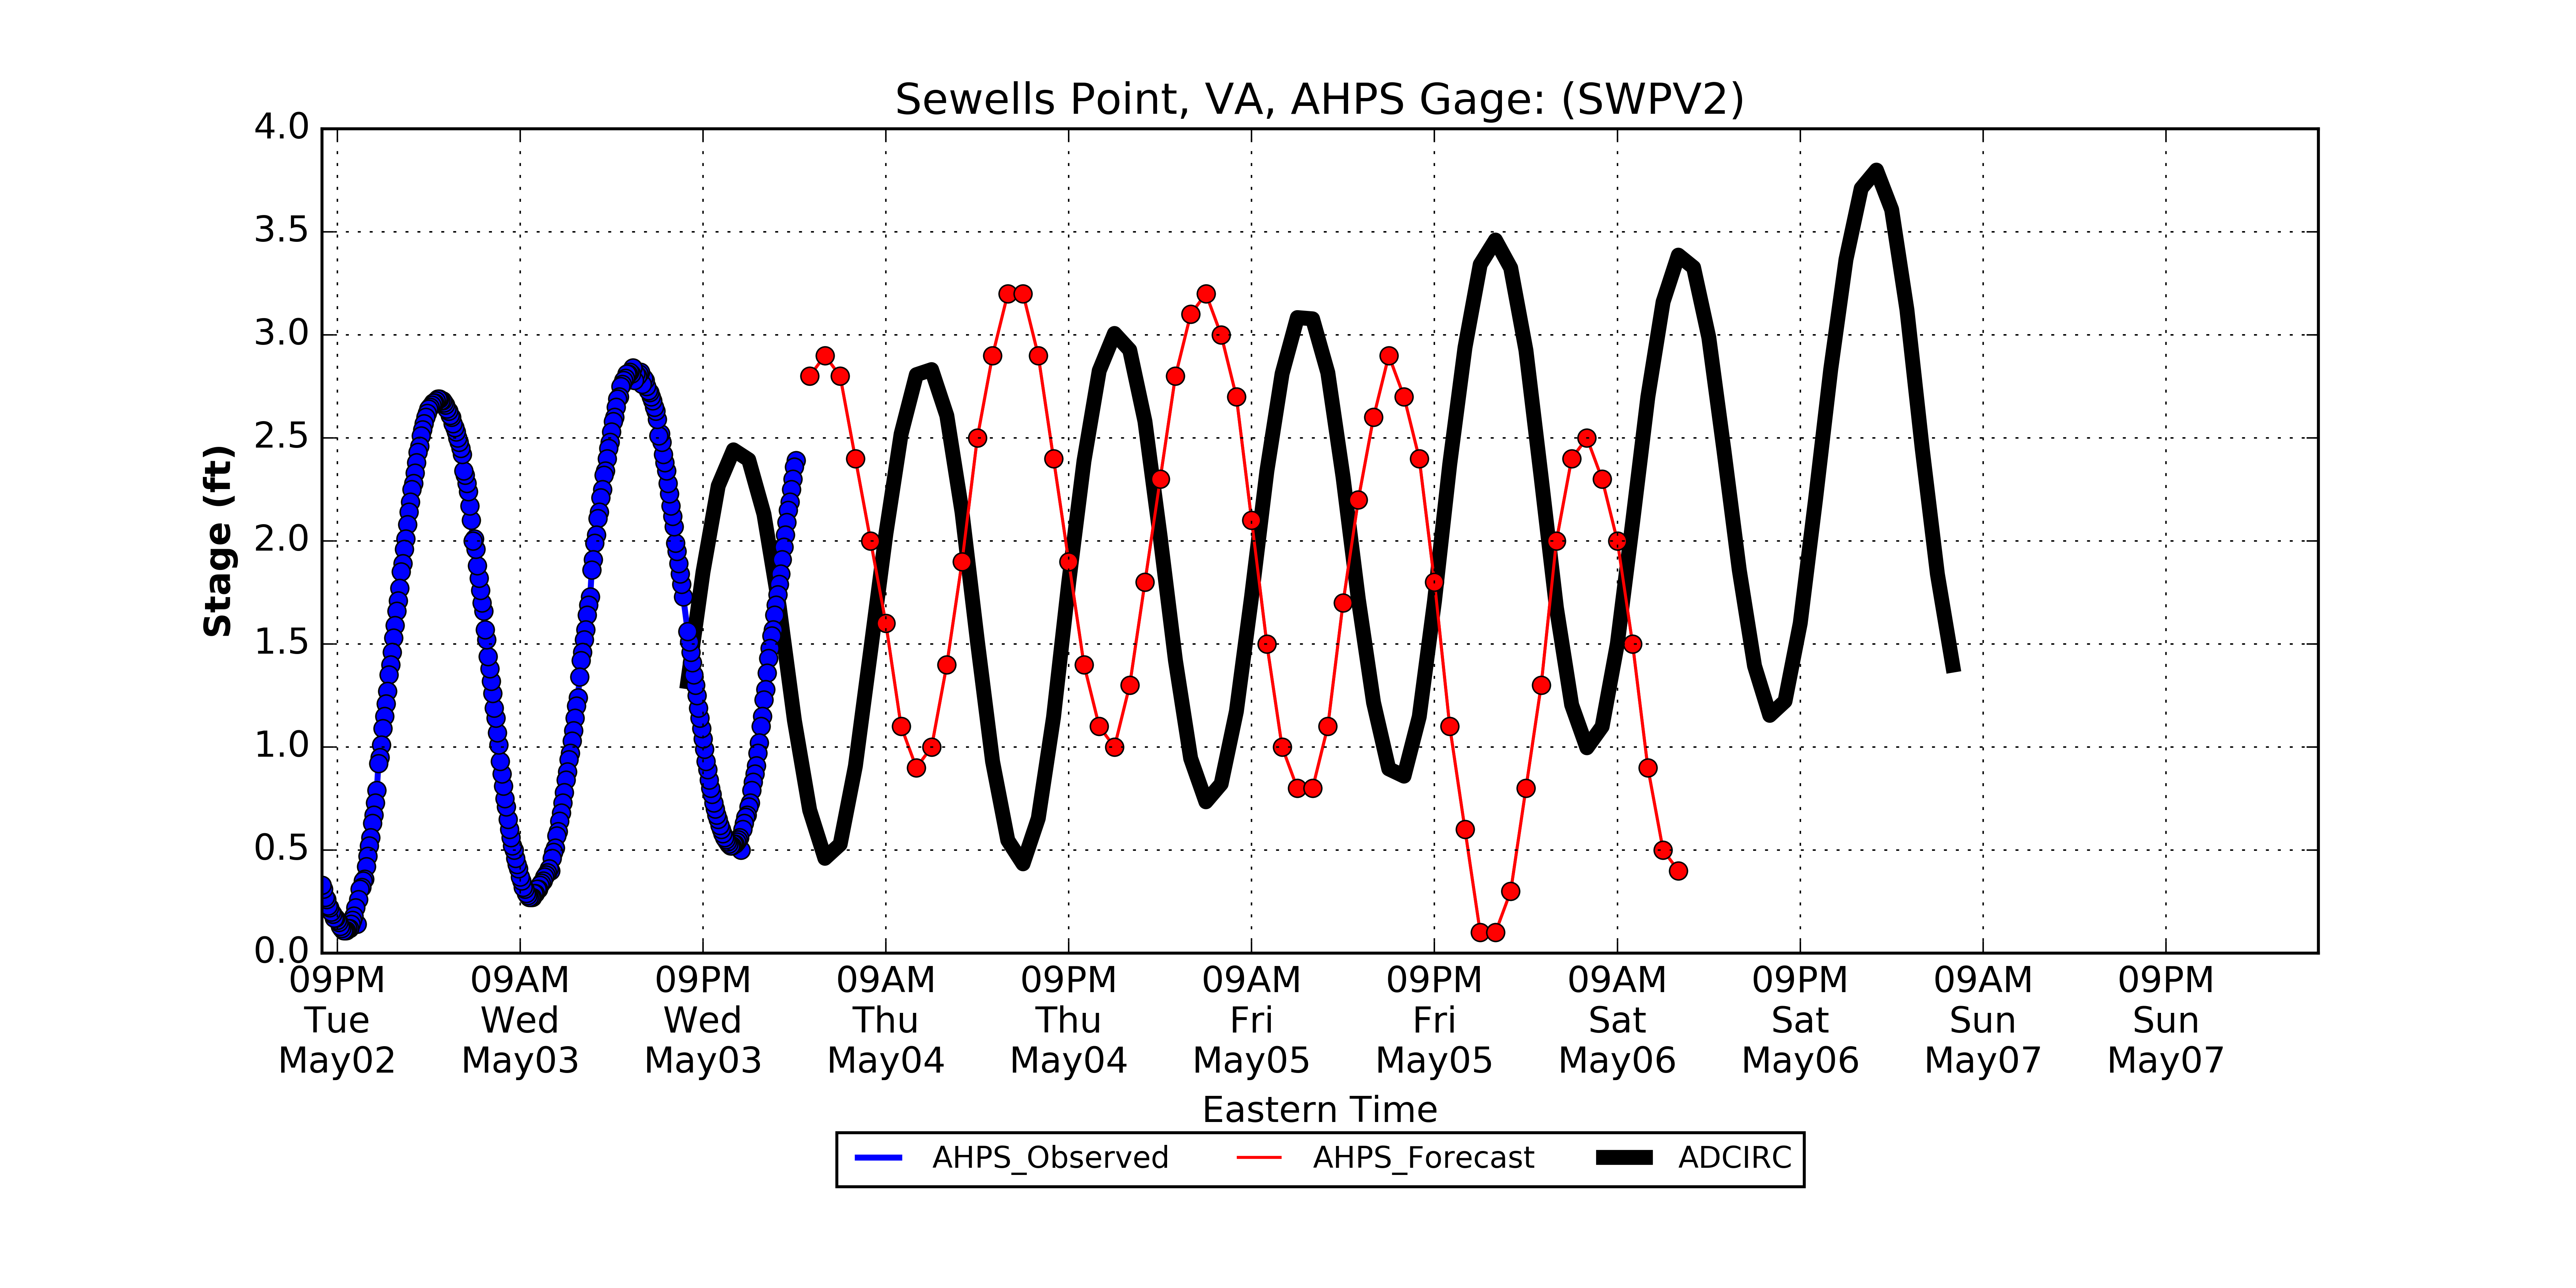 Sewells Point, VA, AHPS Gage: (SWPV2)
4.0
3.5
3.0
2.5
2.0
1.5
1.0
0.5
0.0
Stage (ft)
09PM 09AM 09PM 09AM 09PM 09AM 09PM 09AM 09PM 09AM 09PM
Tue Wed Wed Thu Thu Fri Fri Sat Sat Sun Sun
May02 May03 May03 May04 May04 May05 May05 May06 May06 May07 May07
Eastern Time
AHPS_Observed AHPS_Forecast ADCIRC